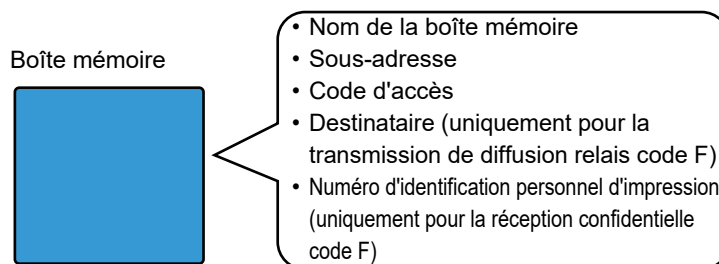 Boîte mémoire
• Nom de la boîte mémoire
• Sous-adresse
• Code d'accès
• Destinataire (uniquement pour la
transmission de diffusion relais code F)
• Numéro d'identification personnel d'impression
(uniquement pour la réception confidentielle
code F)